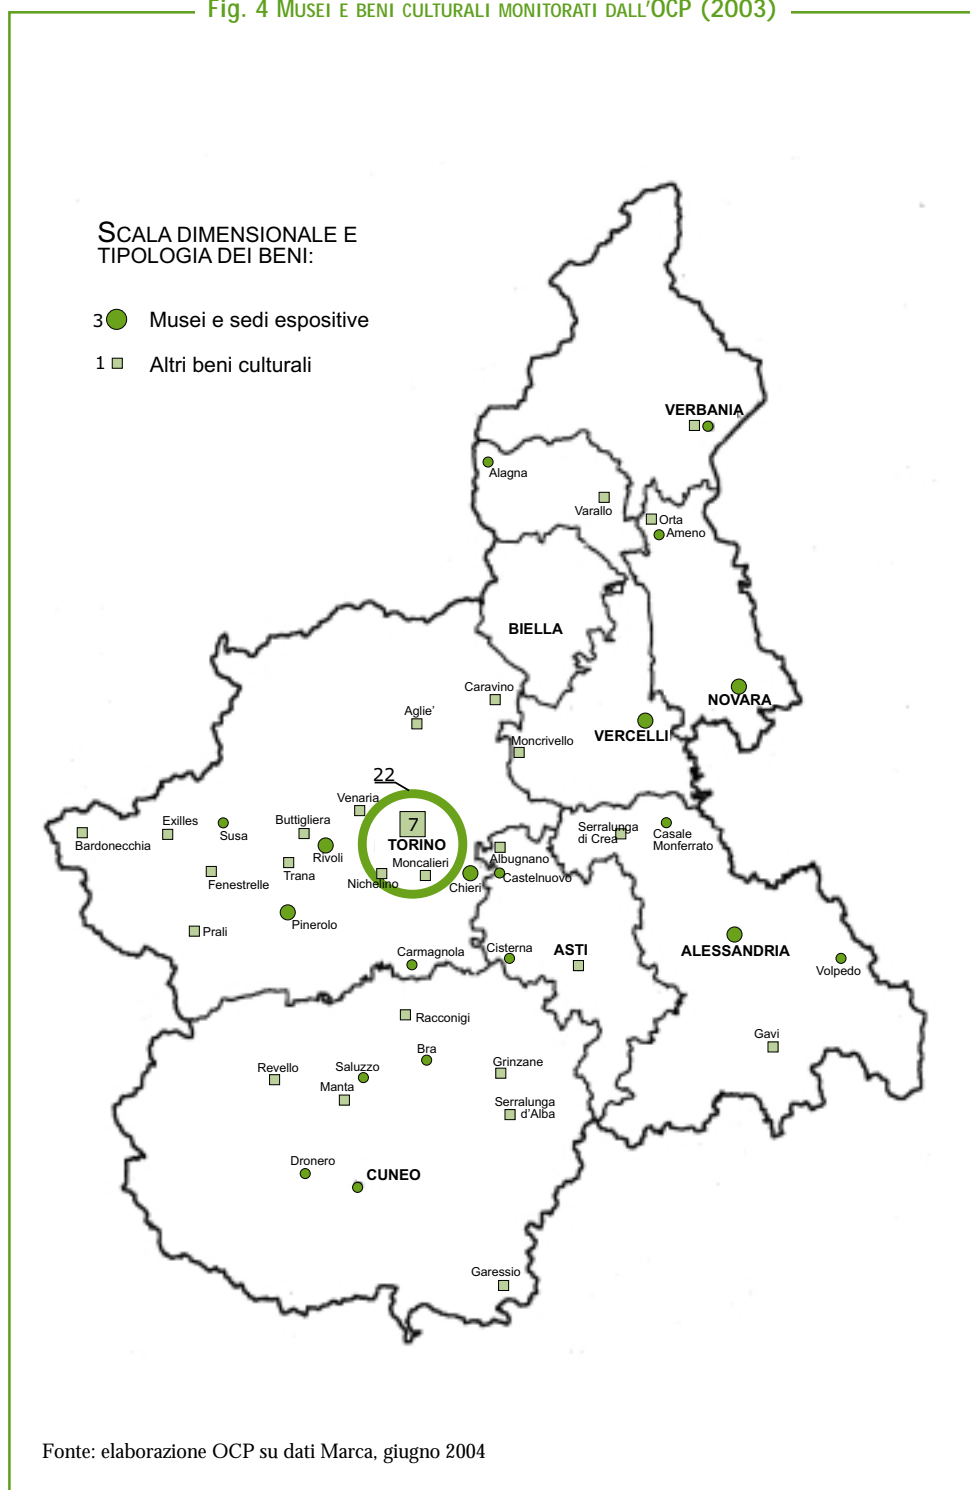 Fig. 4 MUSEI E BENI CULTURALI MONITORATI DALL'OCP (2003)
SCALA DIMENSIONALE E
TIPOLOGIA DEI BENI:
3 Musei e sedi espositive
1 Altri beni culturali
VERBANIA
Alagna
Varallo
Orta
Ameno
BIELLA
Caravino
NOVARA
Aglie'
VERCELLI
Moncrivello
22
Venaria
Exilles
Susa
Buttigliera
7
TORINO
Serralunga
di Crea
Casale
Monferrato
Bardonecchia
Rivoli
Albugnano
Moncalieri
Trana
Nichelino
Chieri
Castelnuovo
Fenestrelle
Pinerolo
Prali
Carmagnola
Cisterna
ASTI
ALESSANDRIA
Volpedo
Racconigi
Gavi
Bra
Revello
Saluzzo
Grinzane
Manta
Serralunga
d'Alba
Dronero
CUNEO
Garessio
Fonte: elaborazione OCP su dati Marca, giugno 2004